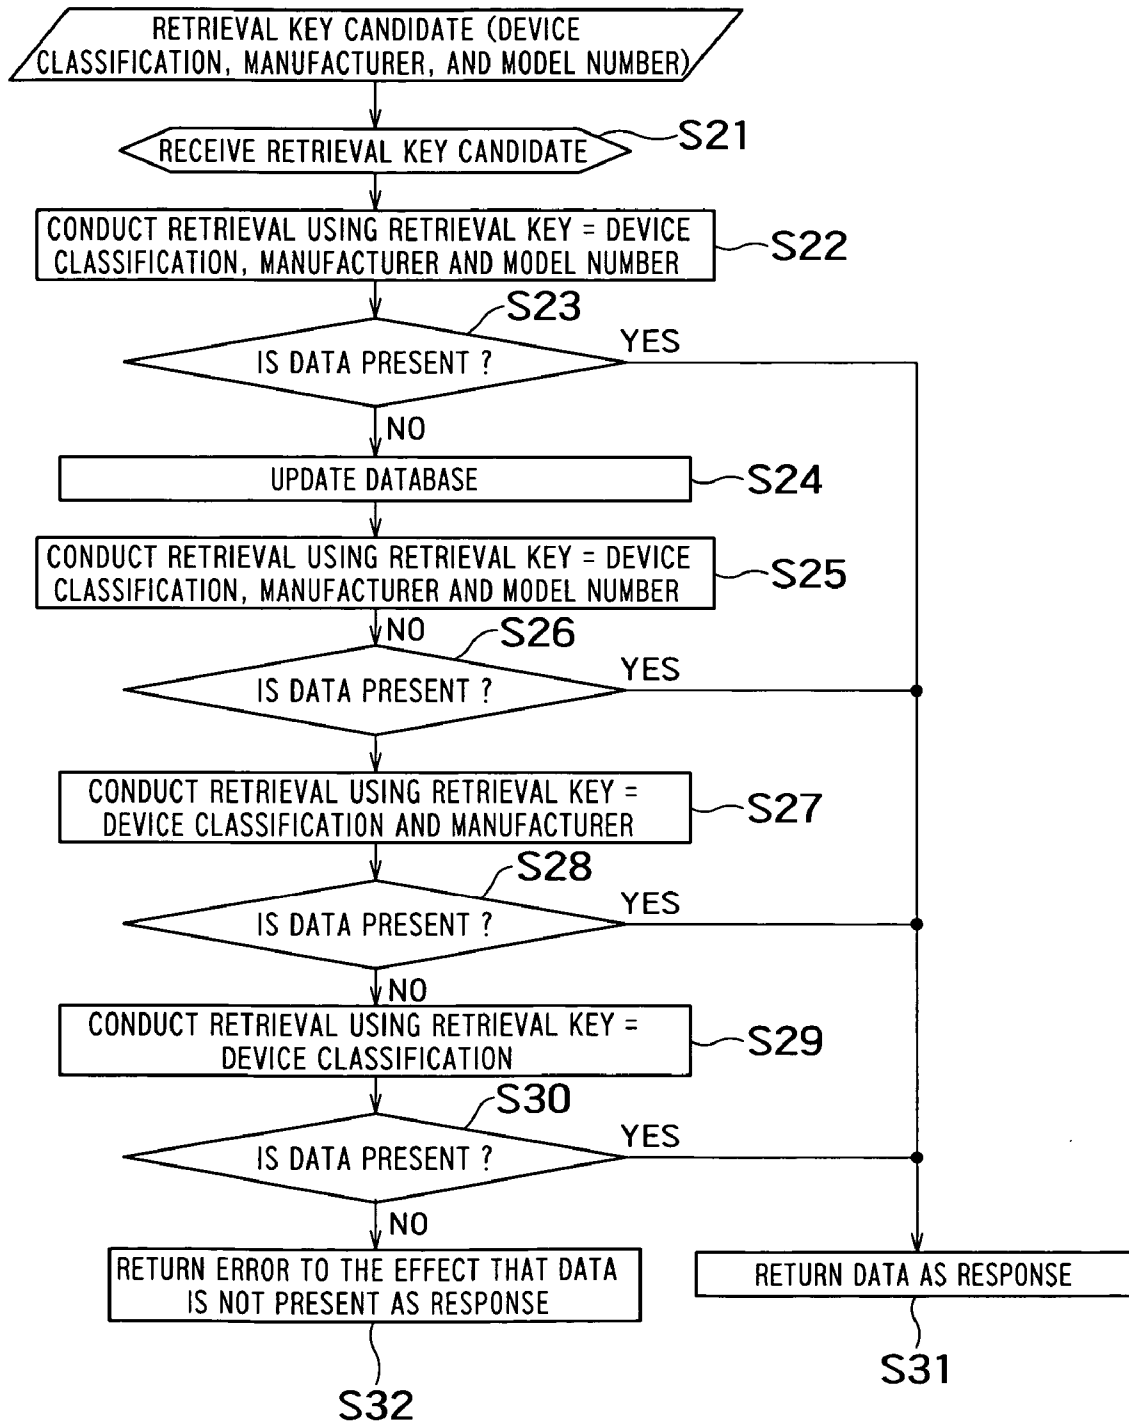 RETRIEVAL KEY CANDIDATE (DEVICE
CLASSIFICATION, MANUFACTURER, AND MODEL NUMBER)
RECEIVE RETRIEVAL KEY CANDIDATE
S21
CONDUCT RETRIEVAL USING RETRIEVAL KEY = DEVICE
CLASSIFICATION, MANUFACTURER AND MODEL NUMBER
S22
S23
IS DATA PRESENT ?
YES
NO
UPDATE DATABASE
S24
CONDUCT RETRIEVAL USING RETRIEVAL KEY = DEVICE
CLASSIFICATION, MANUFACTURER AND MODEL NUMBER
S25
NO
S26
IS DATA PRESENT ?
YES
CONDUCT RETRIEVAL USING RETRIEVAL KEY =
DEVICE CLASSIFICATION AND MANUFACTURER
S27
S28
IS DATA PRESENT ?
YES
NO
CONDUCT RETRIEVAL USING RETRIEVAL KEY =
DEVICE CLASSIFICATION
S29
S30
IS DATA PRESENT ?
YES
NO
RETURN ERROR TO THE EFFECT THAT DATA
IS NOT PRESENT AS RESPONSE
S32
RETURN DATA AS RESPONSE
S31